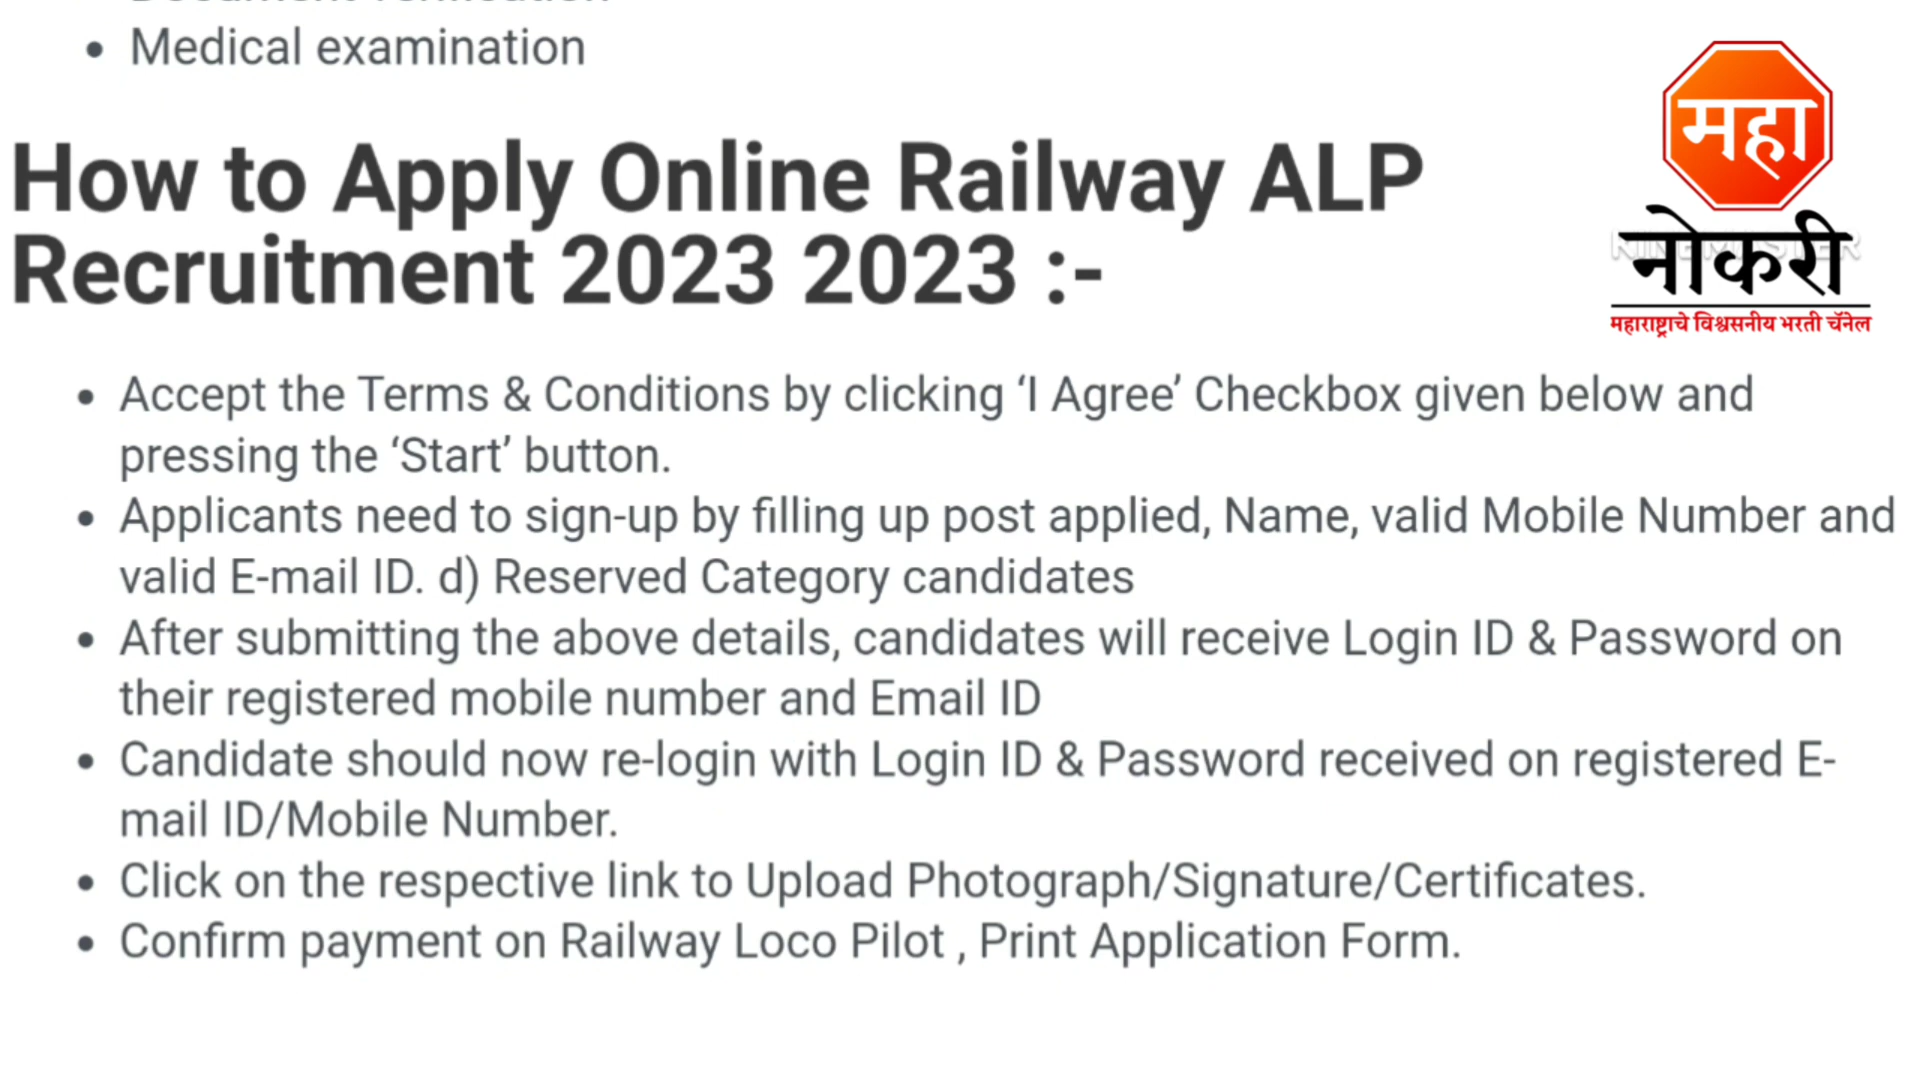 Document verification
• Medical examination
महा
नोकरी
KINEMASTER
महाराष्ट्राचे विश्वसनीय भरती चॅनेल
How to Apply Online Railway ALP
Recruitment 2023 2023 :-
• Accept the Terms & Conditions by clicking ‘I Agree’ Checkbox given below and
pressing the ‘Start’ button.
• Applicants need to sign-up by filling up post applied, Name, valid Mobile Number and
valid E-mail ID. d) Reserved Category candidates
• After submitting the above details, candidates will receive Login ID & Password on
their registered mobile number and Email ID
• Candidate should now re-login with Login ID & Password received on registered E-
mail ID/Mobile Number.
• Click on the respective link to Upload Photograph/Signature/Certificates.
• Confirm payment on Railway Loco Pilot , Print Application Form.